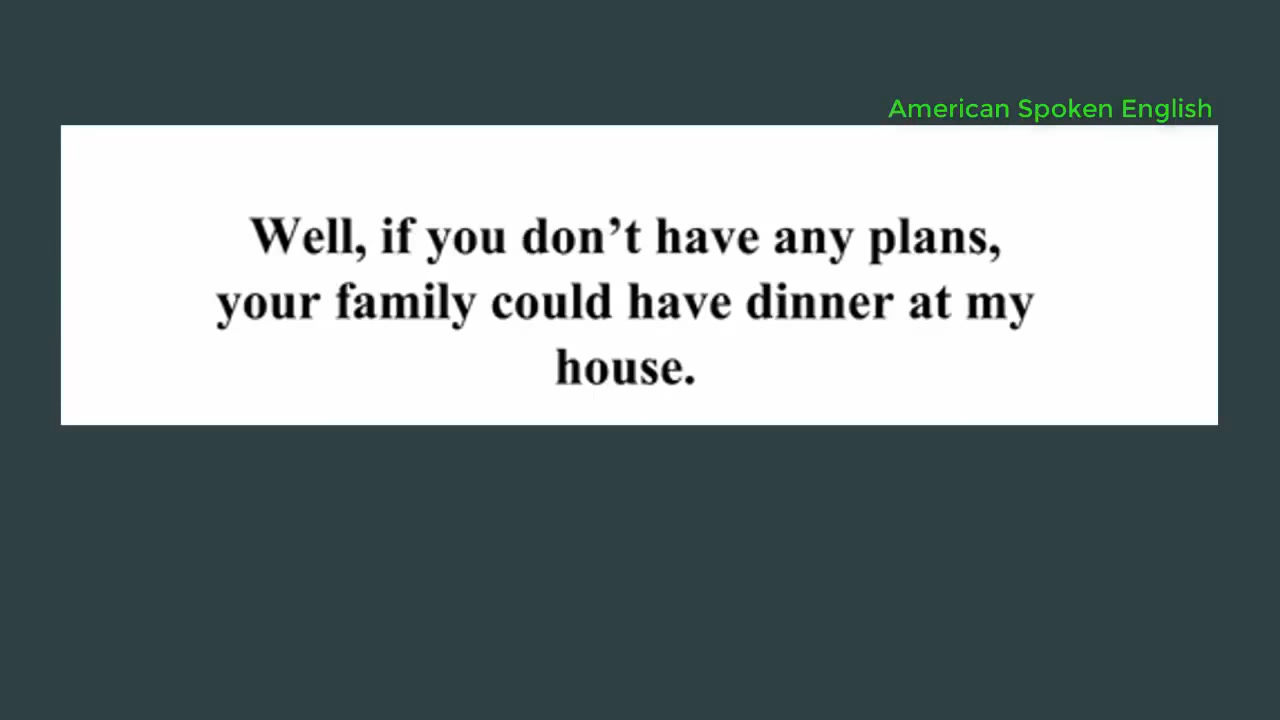 American Spoken English
Well, if you don’t have any plans,
your family could have dinner at my
house.